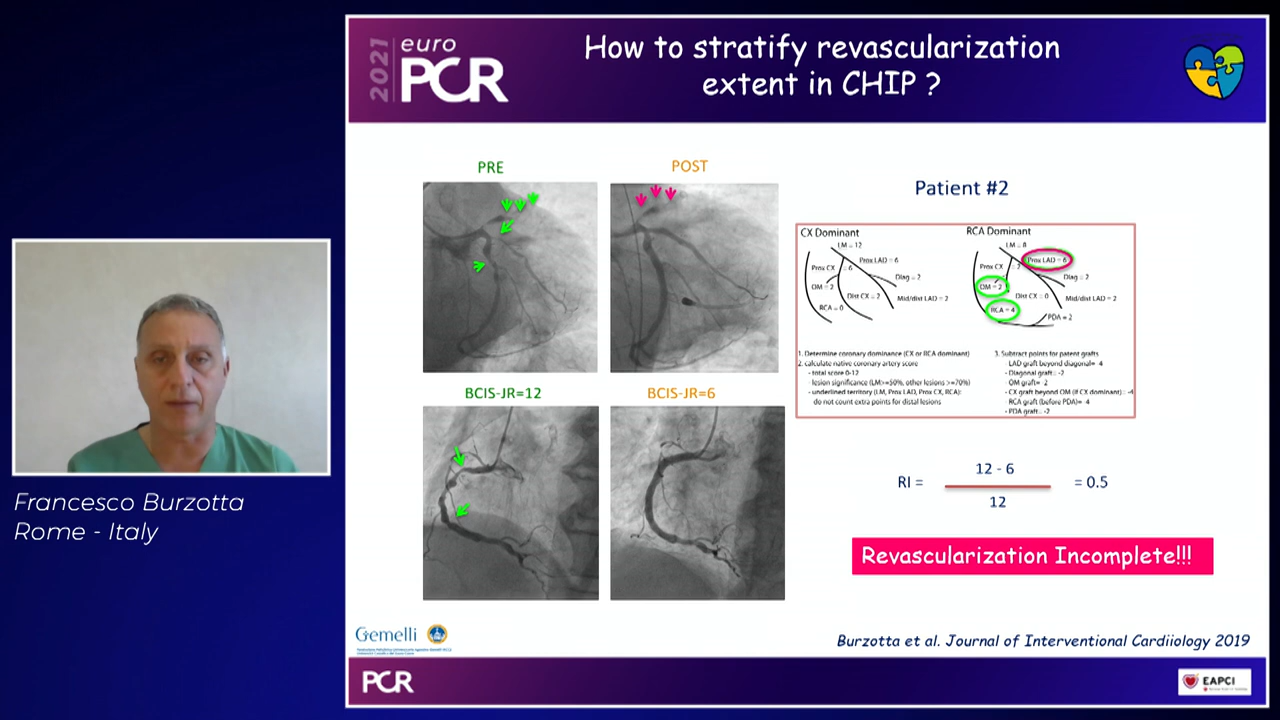 2021
euro
PCR
How to stratify revascularization
extent in CHIP ?
PRE
POST
Patient #2
CX Dominant
LM = 12
Prox LAD = 6
Prox CX = 6
Diag = 2
OM = 2
Dist CX = 2
Mid/dist LAD = 2
RCA = 0
RCA Dominant
LM = 8
Prox LAD = 6
Prox CX = 2
Diag = 2
OM = 2
Dist CX = 0
Mid/dist LAD = 2
RCA = 4
PDA = 2
1. Determine coronary dominance (CX or RCA dominant)
2. calculate native coronary artery score
- total score 0-12
lesion significance (LM>=50%, other lesions >=70%)
- underlined territory (LM, Prox LAD, Prox CX, RCA):
do not count extra points for distal lesions
3. Subtract points for patent grafts
LAD graft beyond diagonal= 4
- Diagonal graft= -2
OM graft= 2
- CX graft beyond OM (if CX dominant)= -4
RCA graft (before PDA)= 4
- PDA graft= -2
BCIS-JR=12
BCIS-JR=6
RI =
12 - 6
12
= 0.5
Revascularization Incomplete!!!
Francesco Burzotta
Rome - Italy
Gemelli
Burzotta et al. Journal of Interventional Cardiiology 2019
PCR
EAPCI